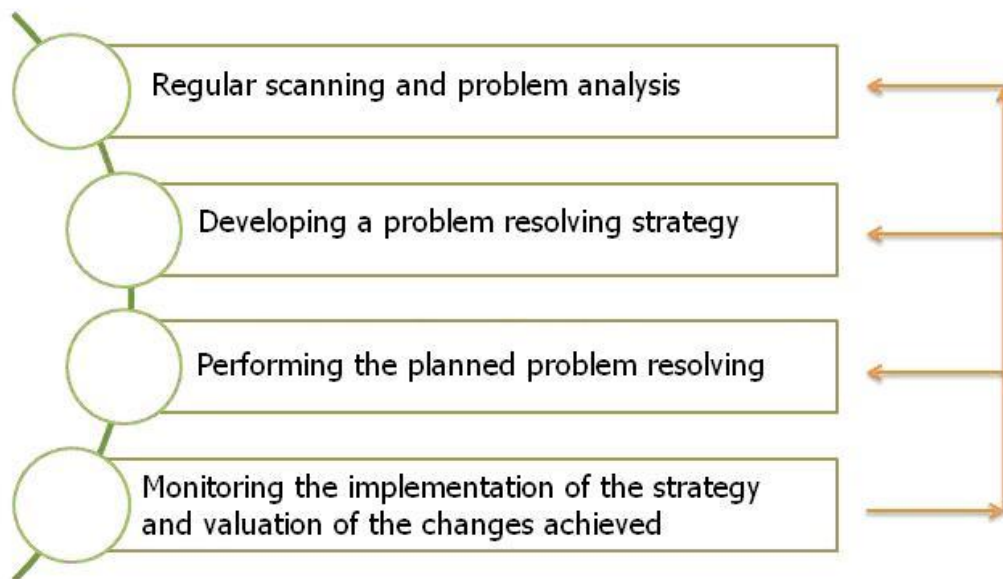 Regular scanning and problem analysis
Developing a problem resolving strategy
Performing the planned problem resolving
Monitoring the implementation of the strategy
and valuation of the changes achieved